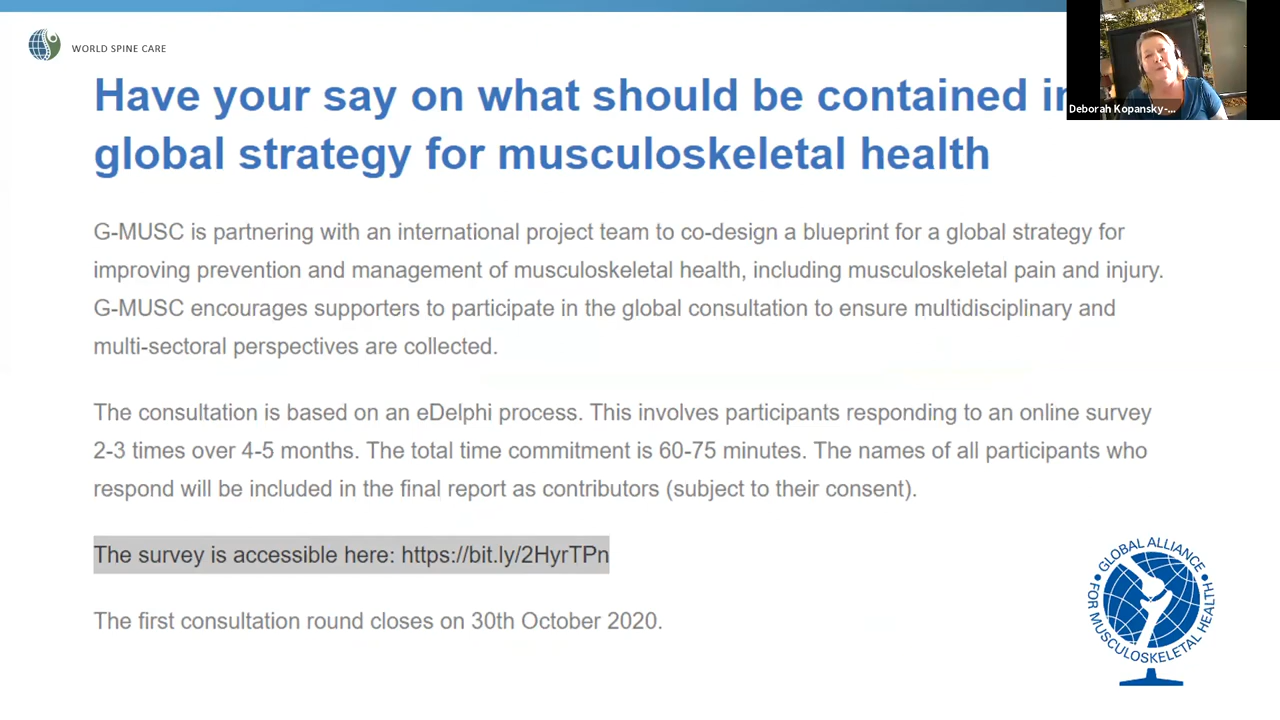 WORLD SPINE CARE
Have your say on what should be contained in
global strategy for musculoskeletal health
Deborah Kopansky-...
G-MUSC is partnering with an international project team to co-design a blueprint for a global strategy for
improving prevention and management of musculoskeletal health, including musculoskeletal pain and injury.
G-MUSC encourages supporters to participate in the global consultation to ensure multidisciplinary and
multi-sectoral perspectives are collected.
The consultation is based on an eDelphi process. This involves participants responding to an online survey
2-3 times over 4-5 months. The total time commitment is 60-75 minutes. The names of all participants who
respond will be included in the final report as contributors (subject to their consent).
The survey is accessible here: https://bit.ly/2HyrTPn
The first consultation round closes on 30th October 2020.
GLOBAL ALLIANCE
FOR MUSCULOSKELETAL HEALTH